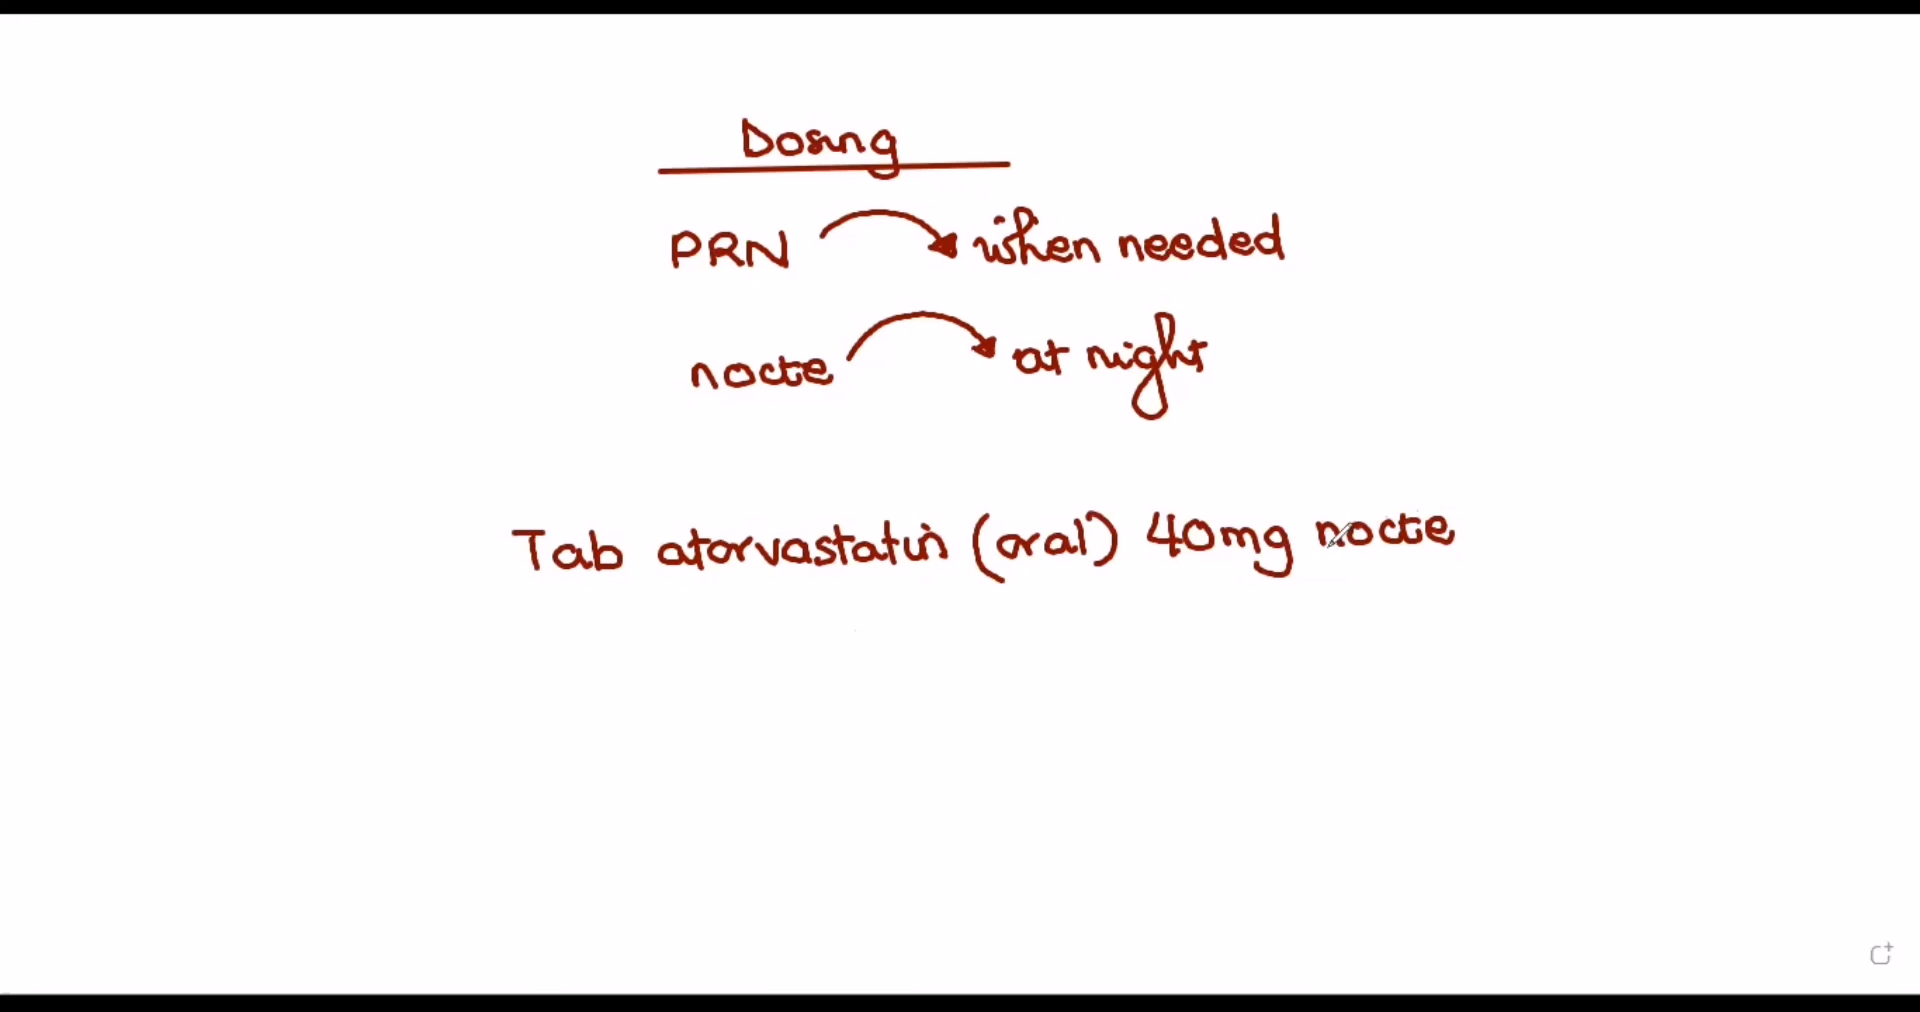 Dosing
PRN when needed
nocte at night
Tab atorvastatin (oral) 40mg nocte